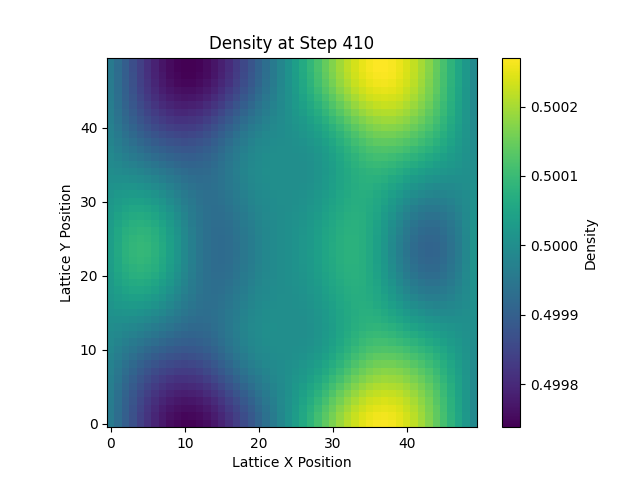 Density at Step 410
Lattice Y Position
40
30
20
10
0
0 10 20 30 40
Lattice X Position
0.5002
0.5001
0.5000
0.4999
0.4998
Density